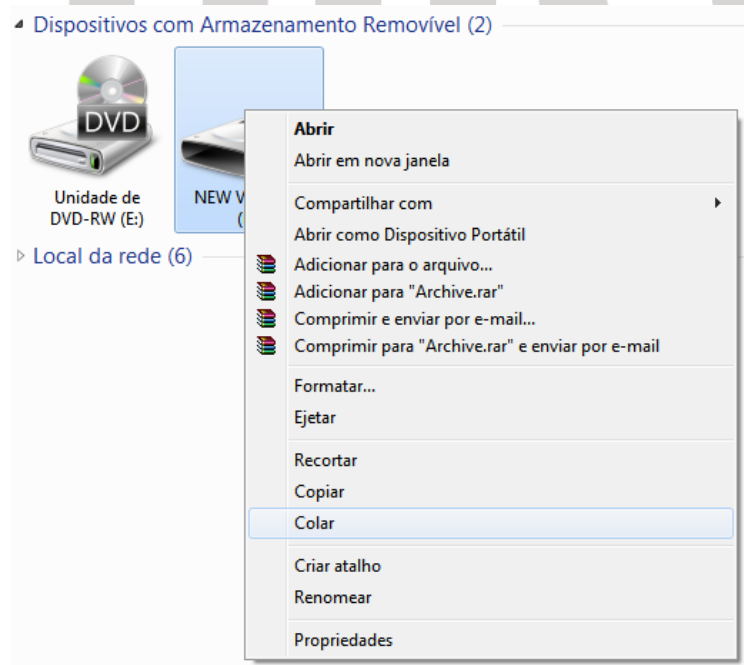 Dispositivos com Armazenamento Removível (2)
DVD
Unidade de
DVD-RW (E:)
NEW V
(
Local da rede (6)
Abrir
Abrir em nova janela
Compartilhar com
Abrir como Dispositivo Portátil
Adicionar para o arquivo...
Adicionar para "Archive.rar"
Comprimir e enviar por e-mail...
Comprimir para "Archive.rar" e enviar por e-mail
Formatar...
Ejetar
Recortar
Copiar
Colar
Criar atalho
Renomear
Propriedades